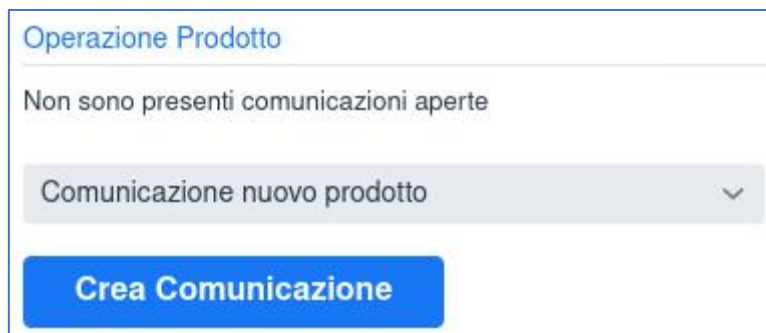 Operazione Prodotto
Non sono presenti comunicazioni aperte
Comunicazione nuovo prodotto
Crea Comunicazione